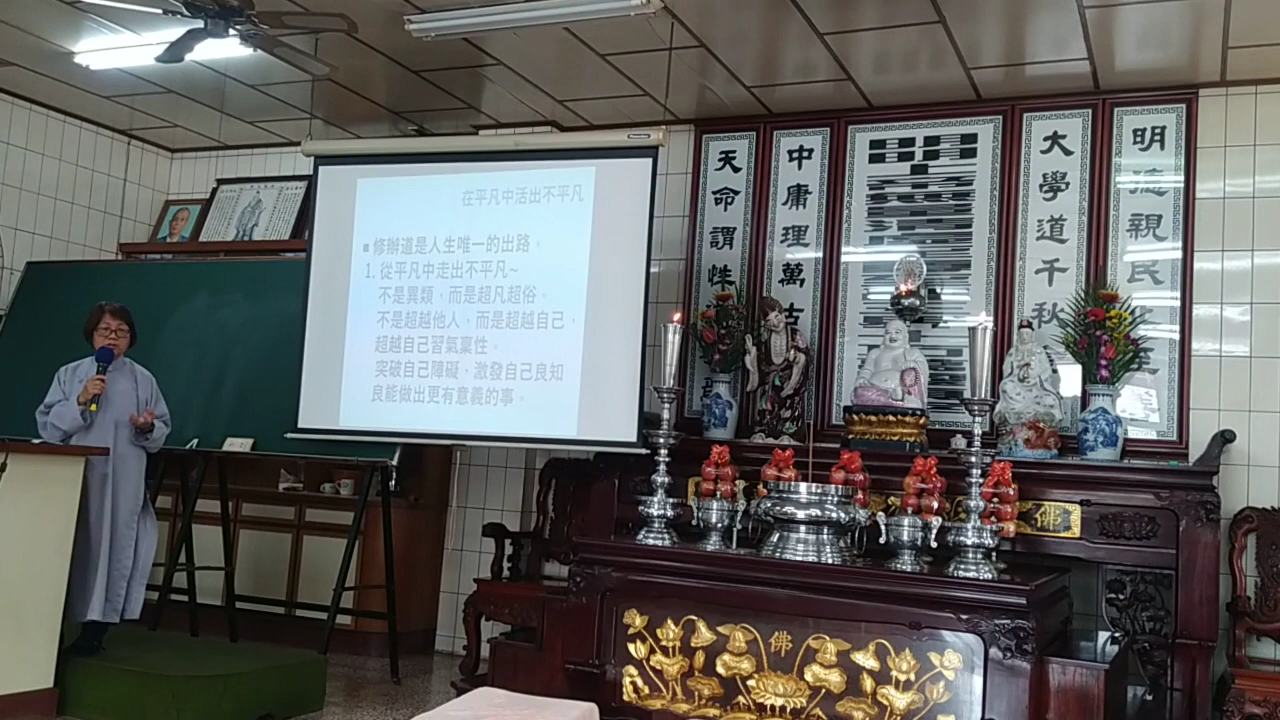 在平凡中活出不平凡
▪ 修辦道是人生唯一的出路。
1. 從平凡中走出不平凡~
不是異類，而是超凡超俗。
不是超越他人，而是超越自己，
超越自己習氣稟性。
突破自己障礙，激發自己良知
良能做出更有意義的事。
天命謂性
中庸理萬古
大學道千秋
明德親民止至
佛
佛